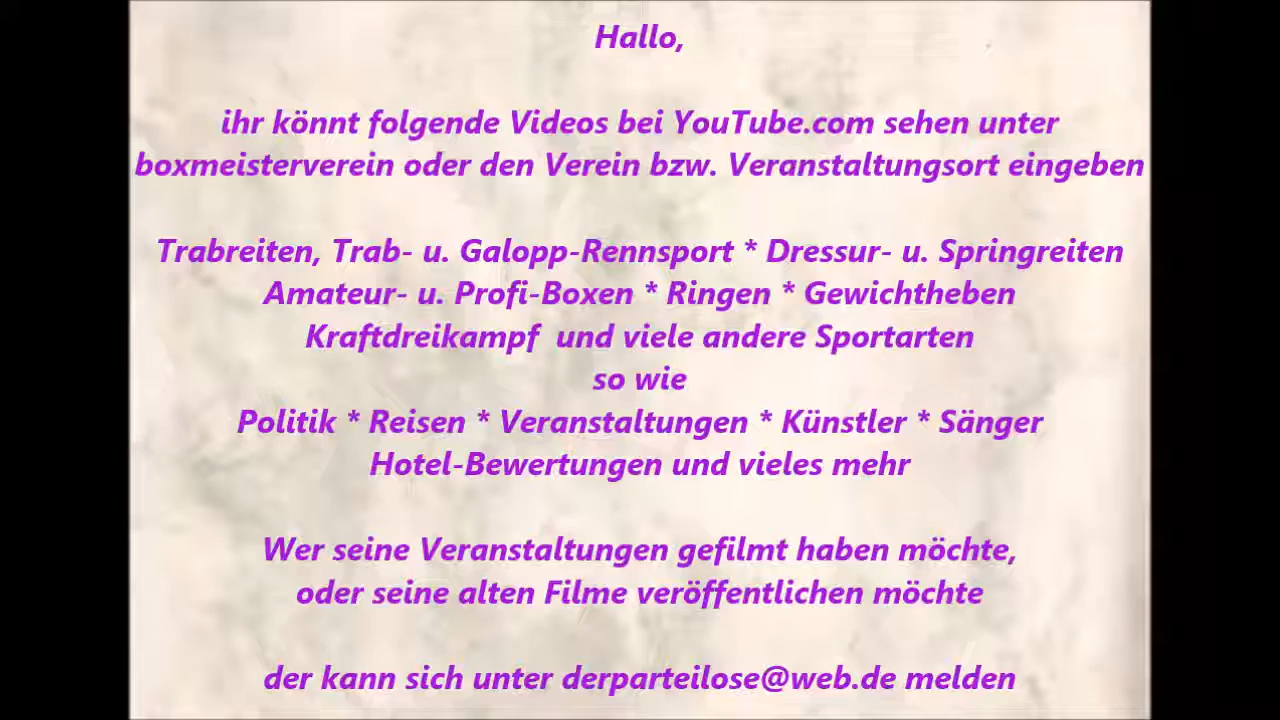 Hallo,
ihr könnt folgende Videos bei YouTube.com sehen unter
boxmeisterverein oder den Verein bzw. Veranstaltungsort eingeben
Trabreiten, Trab- u. Galopp-Rennsport * Dressur- u. Springreiten
Amateur- u. Profi-Boxen * Ringen * Gewichtheben
Kraftdreikampf  und viele andere Sportarten
so wie
Politik * Reisen * Veranstaltungen * Künstler * Sänger
Hotel-Bewertungen und vieles mehr
Wer seine Veranstaltungen gefilmt haben möchte,
oder seine alten Filme veröffentlichen möchte
der kann sich unter derparteilose@web.de melden